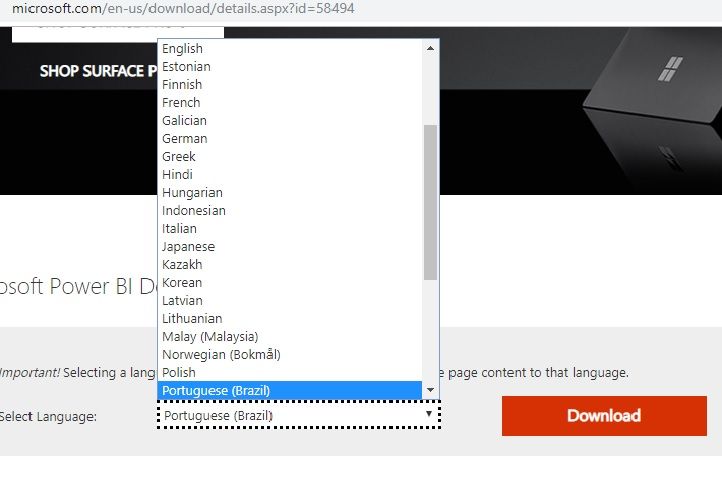 microsoft.com/en-us/download/details.aspx?id=58494
SHOP SURFACE P
English
Estonian
Finnish
French
Galician
German
Greek
Hindi
Hungarian
Indonesian
Italian
Japanese
Kazakh
Korean
Latvian
Lithuanian
Malay (Malaysia)
Norwegian (Bokmål)
Polish
Portuguese (Brazil)
osoft Power BI De
Important! Selecting a lang e page content to that language.
Select Language: Portuguese (Brazil) Download